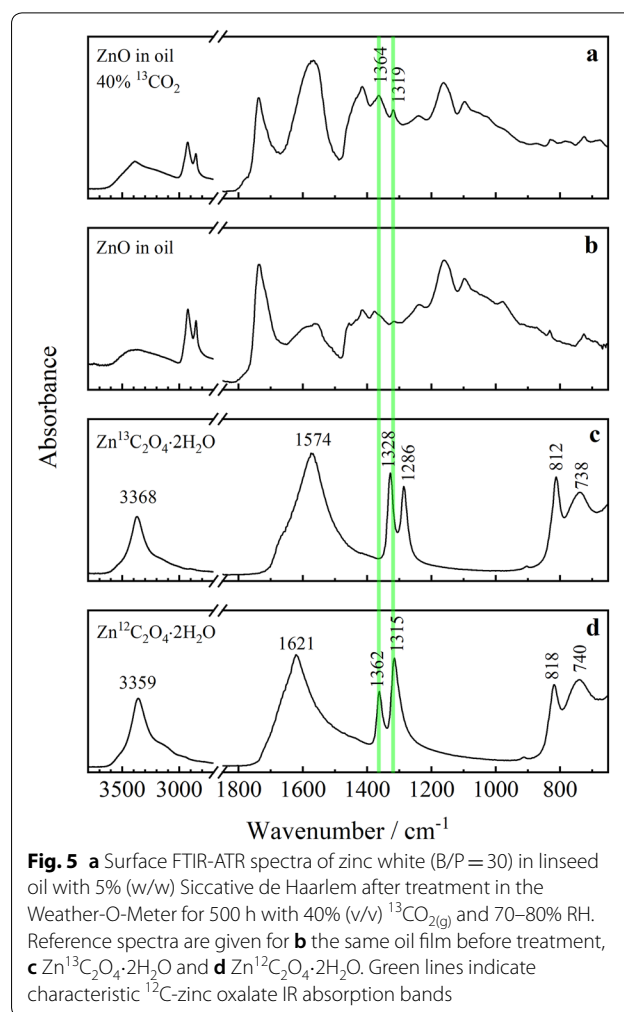 ZnO in oil
40% ¹³CO₂
a
1364
1319
ZnO in oil
b
Zn¹³C₂O₄·2H₂O
c
3368
1574
1328
1286
812
738
Zn¹²C₂O₄·2H₂O
d
3359
1621
1362
1315
818
740
Absorbance
3500 3000 1800 1600 1400 1200 1000 800
Wavenumber / cm⁻¹
Fig. 5 a Surface FTIR-ATR spectra of zinc white (B/P = 30) in linseed
oil with 5% (w/w) Siccative de Haarlem after treatment in the
Weather-O-Meter for 500 h with 40% (v/v) ¹³CO₂₍g₎ and 70–80% RH.
Reference spectra are given for b the same oil film before treatment,
c Zn¹³C₂O₄·2H₂O and d Zn¹²C₂O₄·2H₂O. Green lines indicate
characteristic ¹²C-zinc oxalate IR absorption bands